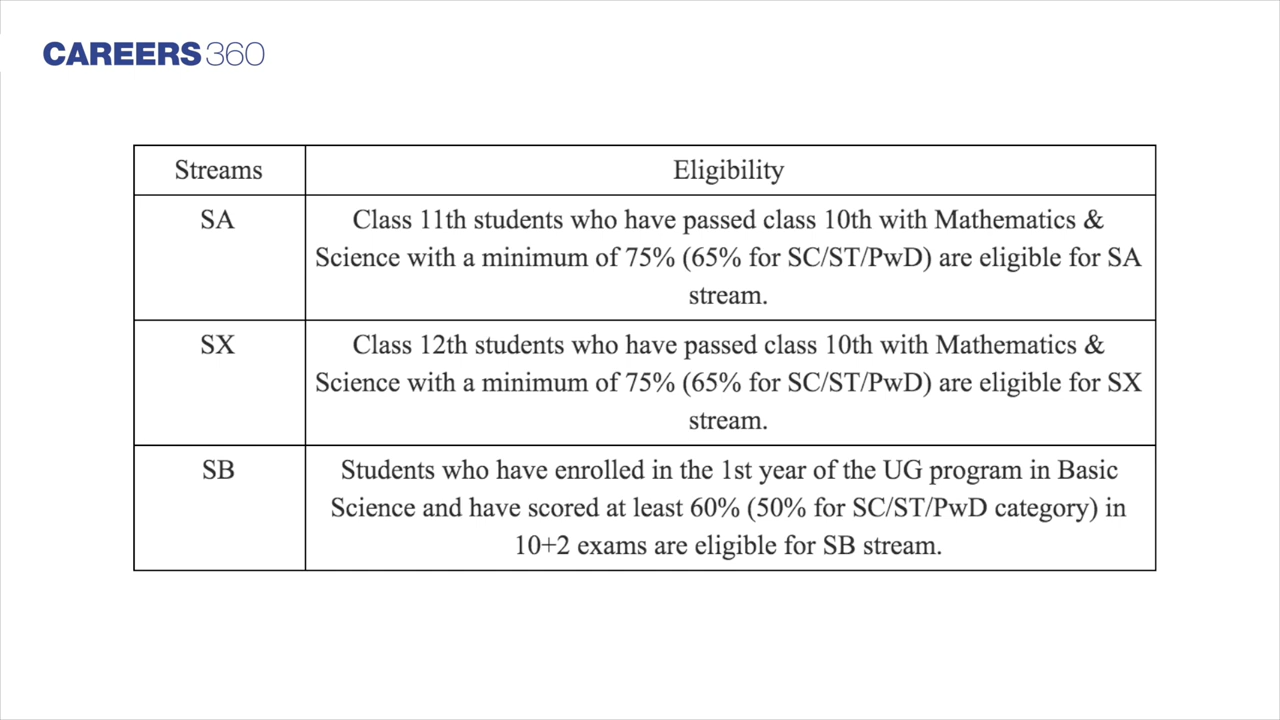 CAREERS360
Streams
Eligibility
SA
Class 11th students who have passed class 10th with Mathematics &
Science with a minimum of 75% (65% for SC/ST/PwD) are eligible for SA
stream.
SX
Class 12th students who have passed class 10th with Mathematics &
Science with a minimum of 75% (65% for SC/ST/PwD) are eligible for SX
stream.
SB
Students who have enrolled in the 1st year of the UG program in Basic
Science and have scored at least 60% (50% for SC/ST/PwD category) in
10+2 exams are eligible for SB stream.